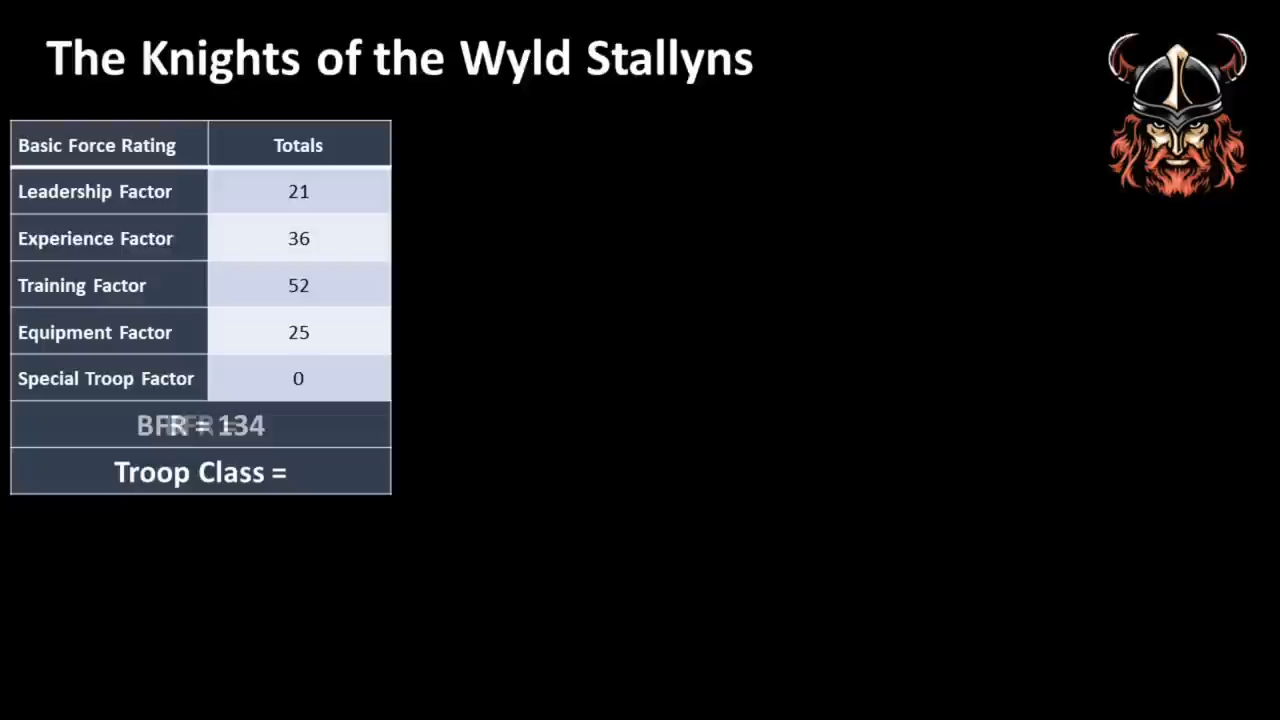 The Knights of the Wyld Stallyns
Basic Force Rating Totals
Leadership Factor 21
Experience Factor 36
Training Factor 52
Equipment Factor 25
Special Troop Factor 0
BFR = 134
Troop Class =